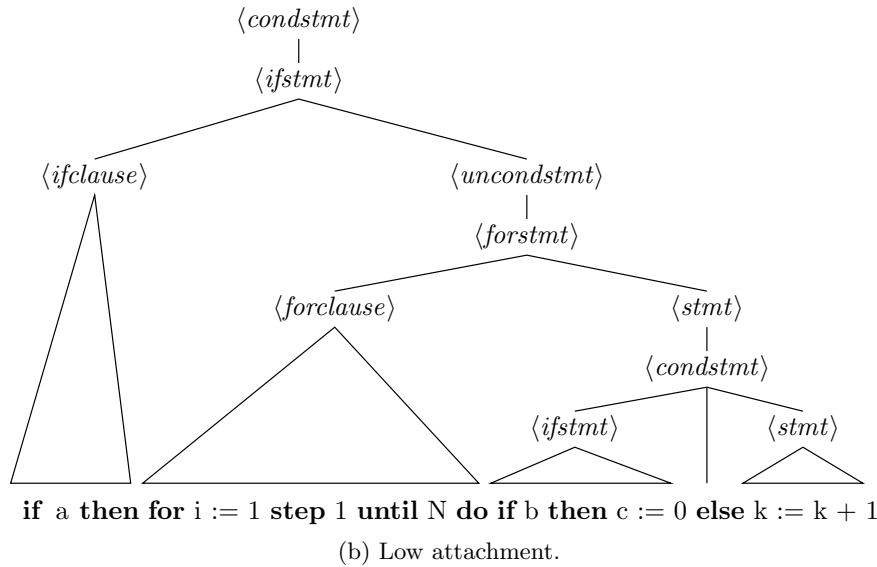 ⟨condstmt⟩
⟨ifstmt⟩
⟨ifclause⟩ ⟨uncondstmt⟩
⟨forstmt⟩
⟨forclause⟩ ⟨stmt⟩
⟨condstmt⟩
⟨ifstmt⟩ ⟨stmt⟩
if a then for i := 1 step 1 until N do if b then c := 0 else k := k + 1
(b) Low attachment.